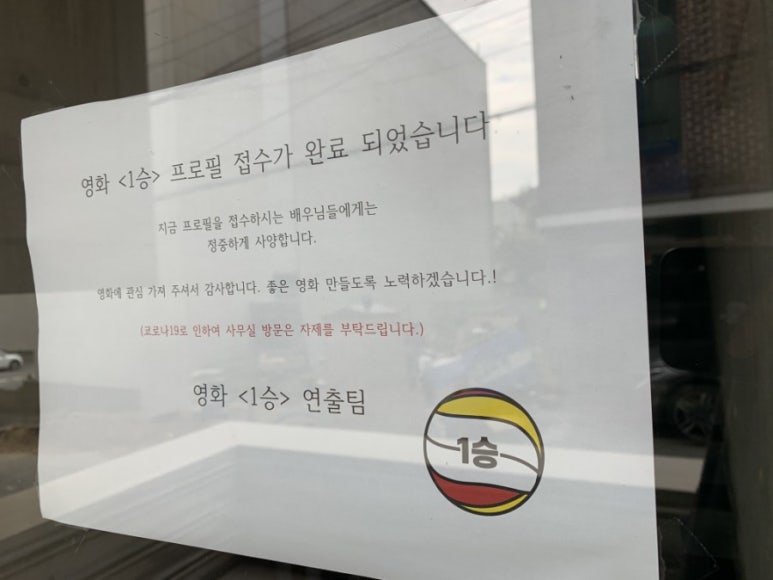 영화 <1승> 프로필 접수가 완료 되었습니다
지금 프로필을 접수하시는 배우님들에게는
정중하게 사양합니다.
영화에 관심 가져 주셔서 감사합니다. 좋은 영화 만들도록 노력하겠습니다.!
(코로나19로 인하여 사무실 방문은 자제를 부탁드립니다.)
영화 <1승> 연출팀
1승